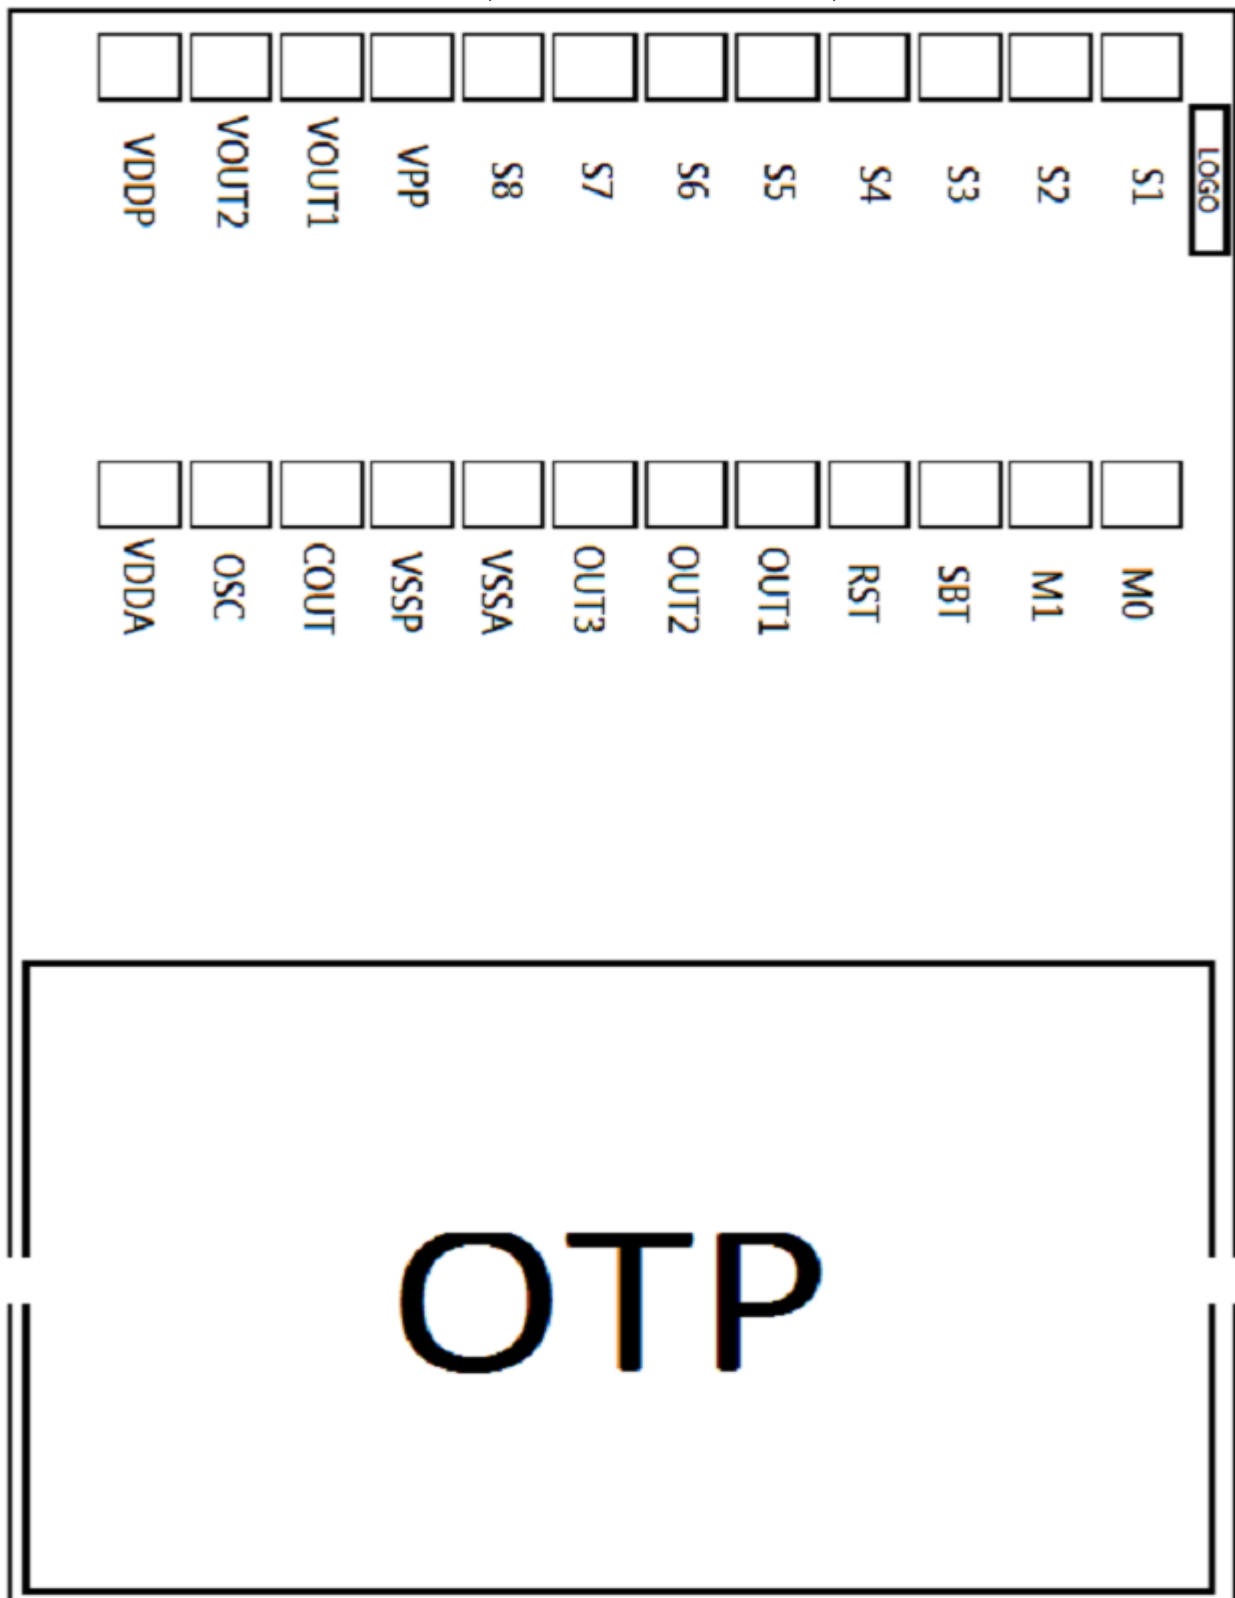 VDDP VOUT2 VOUT1 VPP S8 S7 S6 S5 S4 S3 S2 S1 LOGO
VDDA OSC COUT VSSP VSSA OUT3 OUT2 OUT1 RST SBT M1 M0
OTP